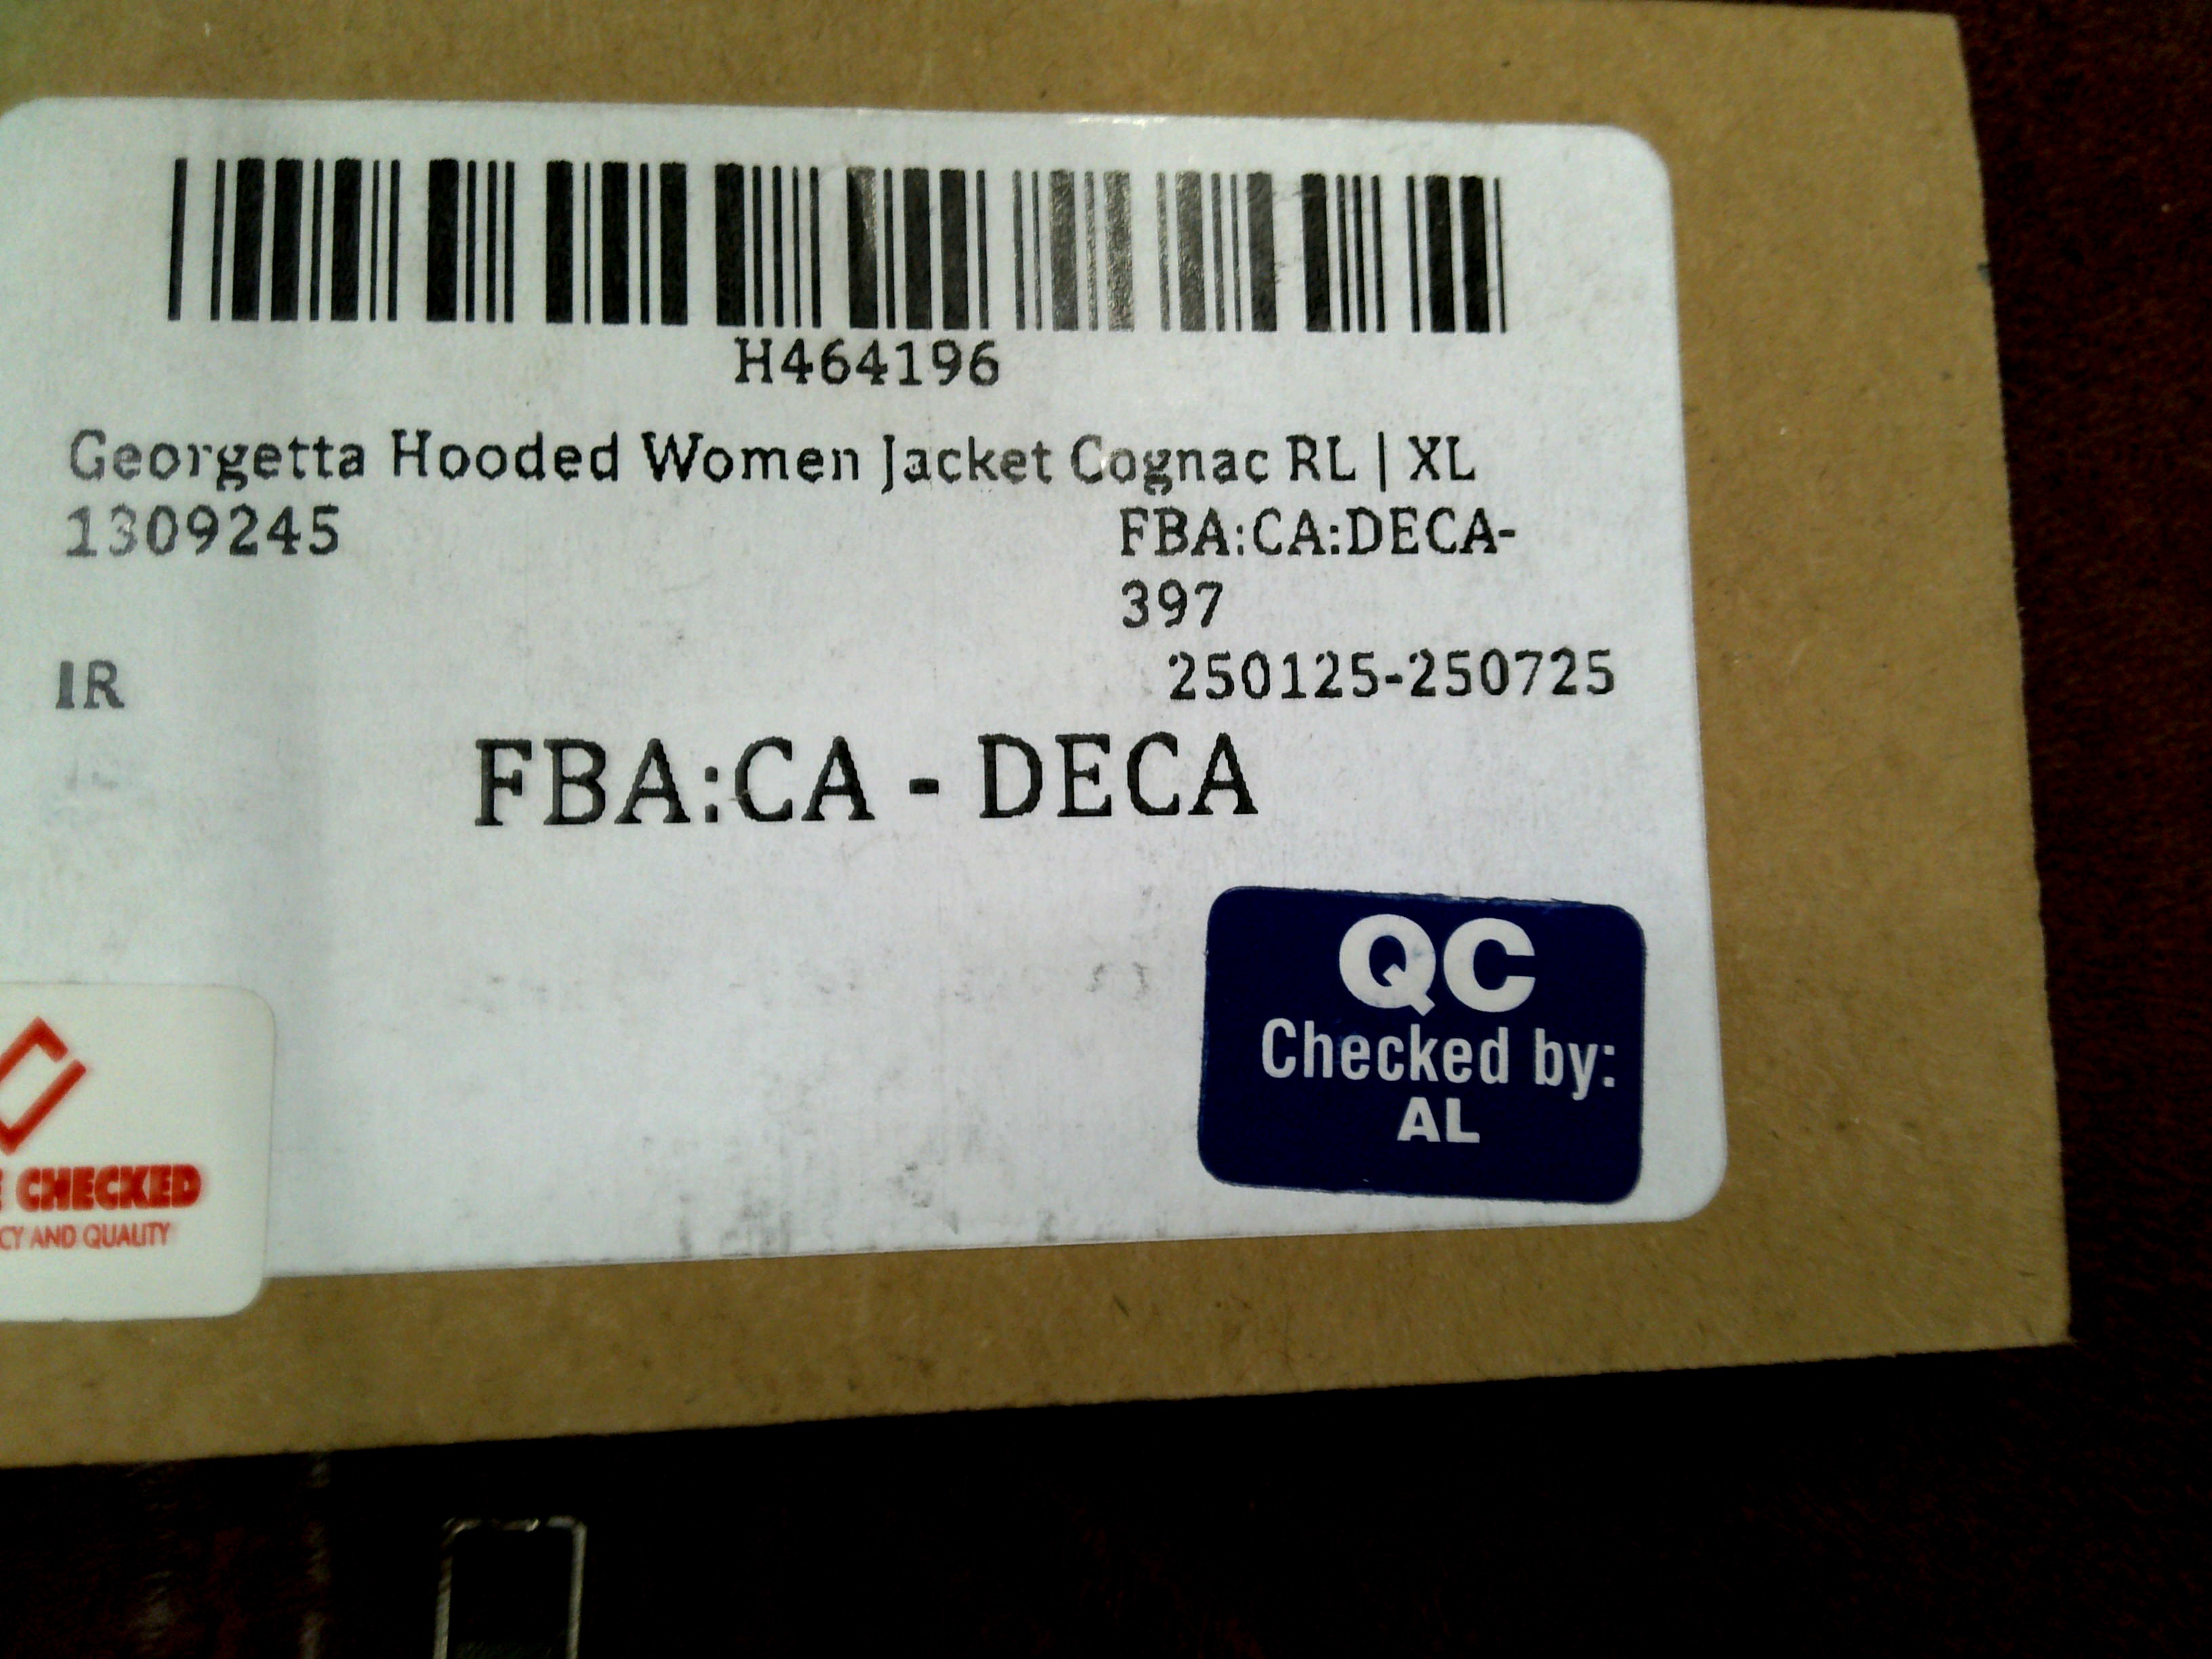 H464196
Georgetta Hooded Women Jacket Cognac RL | XL
1309245
FBA:CA:DECA-
397
IR
250125-250725
FBA:CA - DECA
QC
Checked by:
AL
CHECKED
AND QUALITY